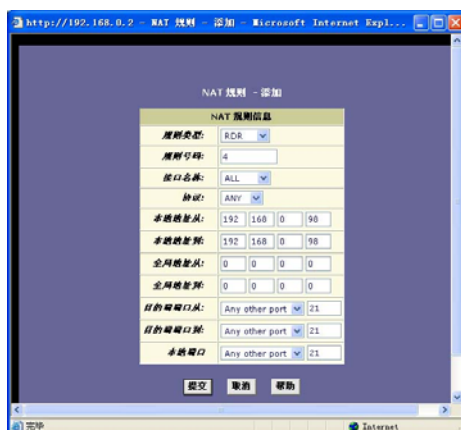 http://192.168.0.2 - NAT 规则 - 添加 - Microsoft Internet Expl...
NAT 规则 - 添加
NAT 规则信息
规则类型: RDR
规则号码: 4
接口名称: ALL
协议: ANY
本地地址从: 192 168 0 98
本地地址到: 192 168 0 98
全局地址从: 0 0 0 0
全局地址到: 0 0 0 0
目的端端口从: Any other port 21
目的端端口到: Any other port 21
本地端口 Any other port 21
提交 取消 帮助
完毕 Internet